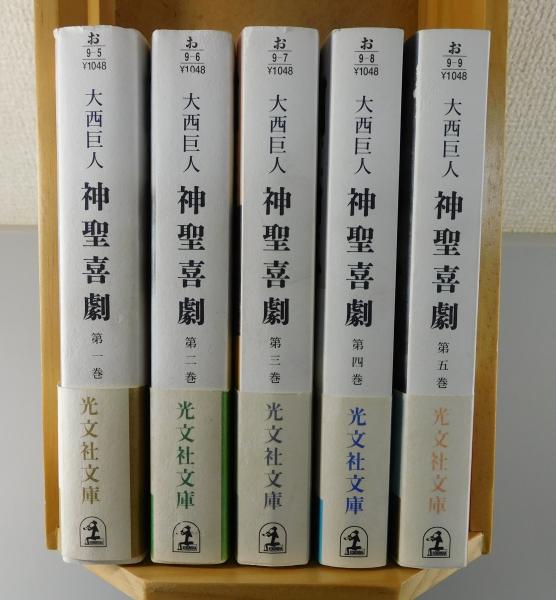 お
9-5
¥1048
大西巨人
神聖喜劇
第一巻
光文社文庫
お
9-6
¥1048
大西巨人
神聖喜劇
第二巻
光文社文庫
お
9-7
¥1048
大西巨人
神聖喜劇
第三巻
光文社文庫
お
9-8
¥1048
大西巨人
神聖喜劇
第四巻
光文社文庫
お
9-9
¥1048
大西巨人
神聖喜劇
第五巻
光文社文庫